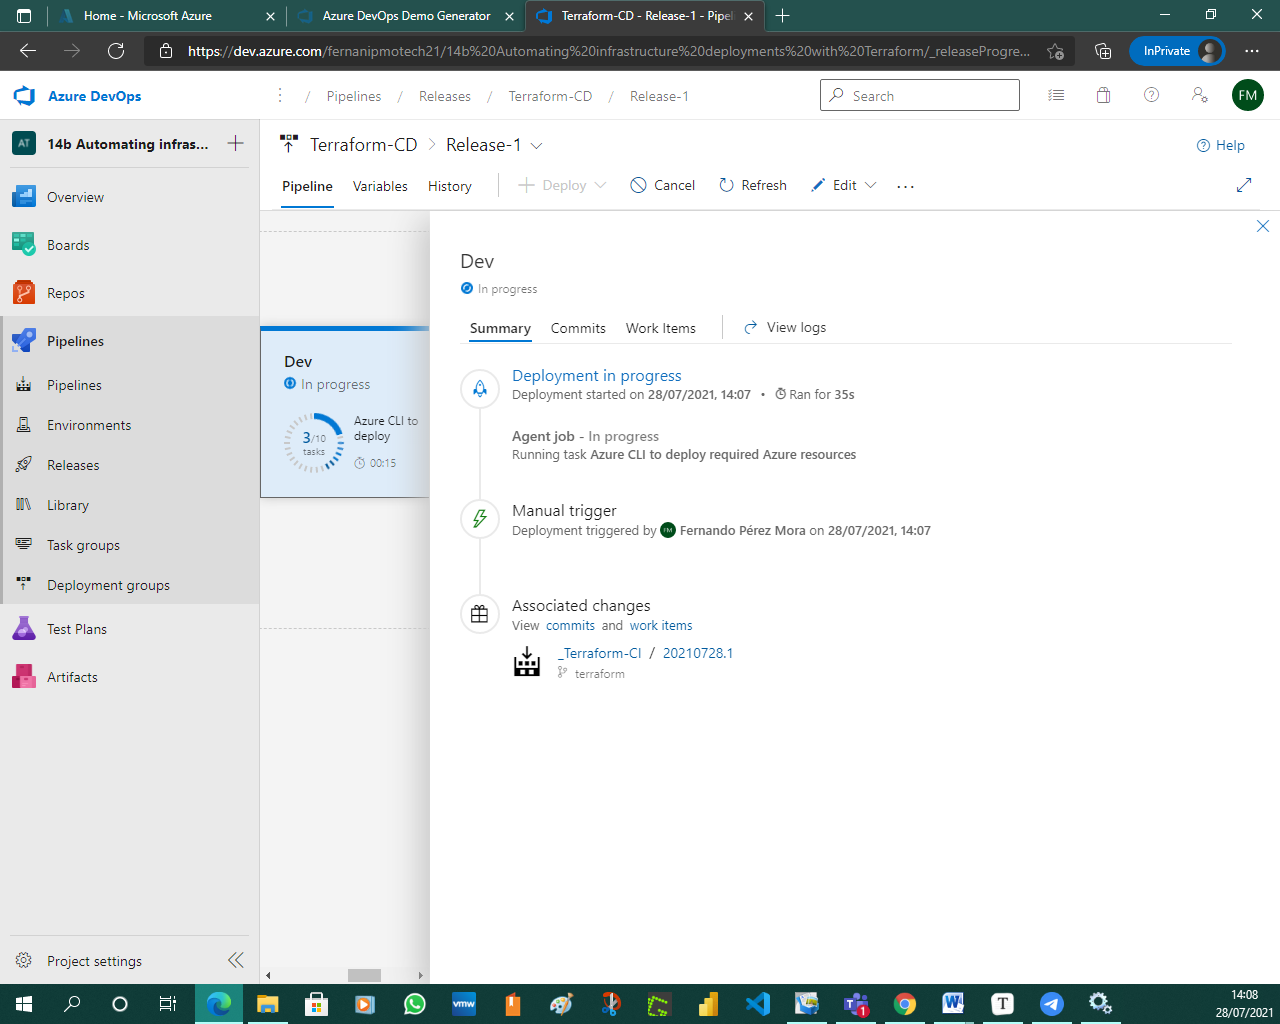 Home - Microsoft Azure
Azure DevOps Demo Generator
Terraform-CD - Release-1 - Pipel
https://dev.azure.com/fernanipmotech21/14b%20Automating%20infrastructure%20deployments%20with%20Terraform/_releaseProgre...
InPrivate
Azure DevOps
/ Pipelines / Releases / Terraform-CD / Release-1
Search
FM
AT
14b Automating infras...
Terraform-CD
Release-1
Help
Pipeline
Variables
History
Deploy
Cancel
Refresh
Edit
Overview
Boards
Repos
Pipelines
Pipelines
Environments
Releases
Library
Task groups
Deployment groups
Test Plans
Artifacts
Project settings
Dev
In progress
3/10
tasks
Azure CLI to
deploy
00:15
Dev
In progress
Summary
Commits
Work Items
View logs
Deployment in progress
Deployment started on 28/07/2021, 14:07 • Ran for 35s
Agent job - In progress
Running task Azure CLI to deploy required Azure resources
Manual trigger
Deployment triggered by FM Fernando Pérez Mora on 28/07/2021, 14:07
Associated changes
View commits and work items
_Terraform-CI / 20210728.1
terraform
vmw
W
T
1
14:08
28/07/2021